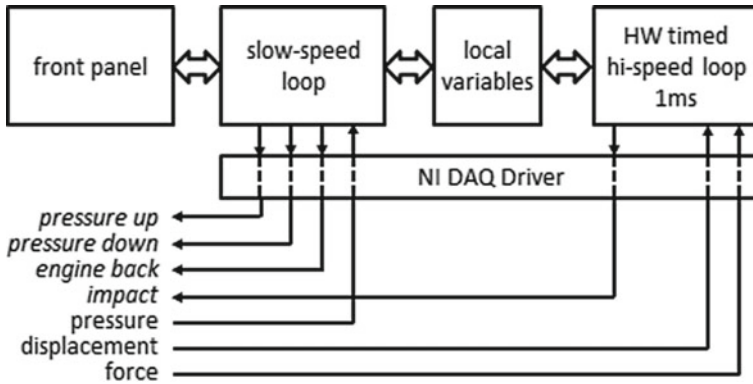 front panel
slow-speed
loop
local
variables
HW timed
hi-speed loop
1ms
NI DAQ Driver
pressure up
pressure down
engine back
impact
pressure
displacement
force